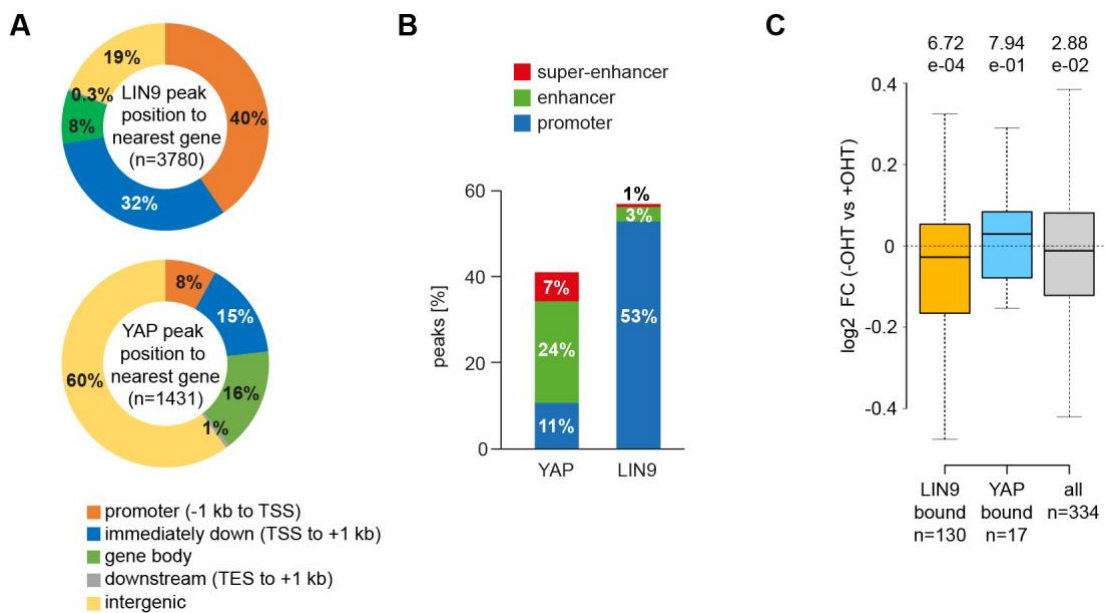 A
19%
0.3%
8%
40%
32%
LIN9 peak
position to
nearest gene
(n=3780)
8%
15%
16%
1%
60%
YAP peak
position to
nearest gene
(n=1431)
promoter (-1 kb to TSS)
immediately down (TSS to +1 kb)
gene body
downstream (TES to +1 kb)
intergenic
B
super-enhancer
enhancer
promoter
peaks [%]
60
40
20
0
7%
24%
11%
1%
3%
53%
YAP
LIN9
C
6.72 7.94 2.88
e-04 e-01 e-02
log2 FC (-OHT vs +OHT)
0.4
0.2
0
-0.2
-0.4
LIN9 YAP all
bound bound n=334
n=130 n=17